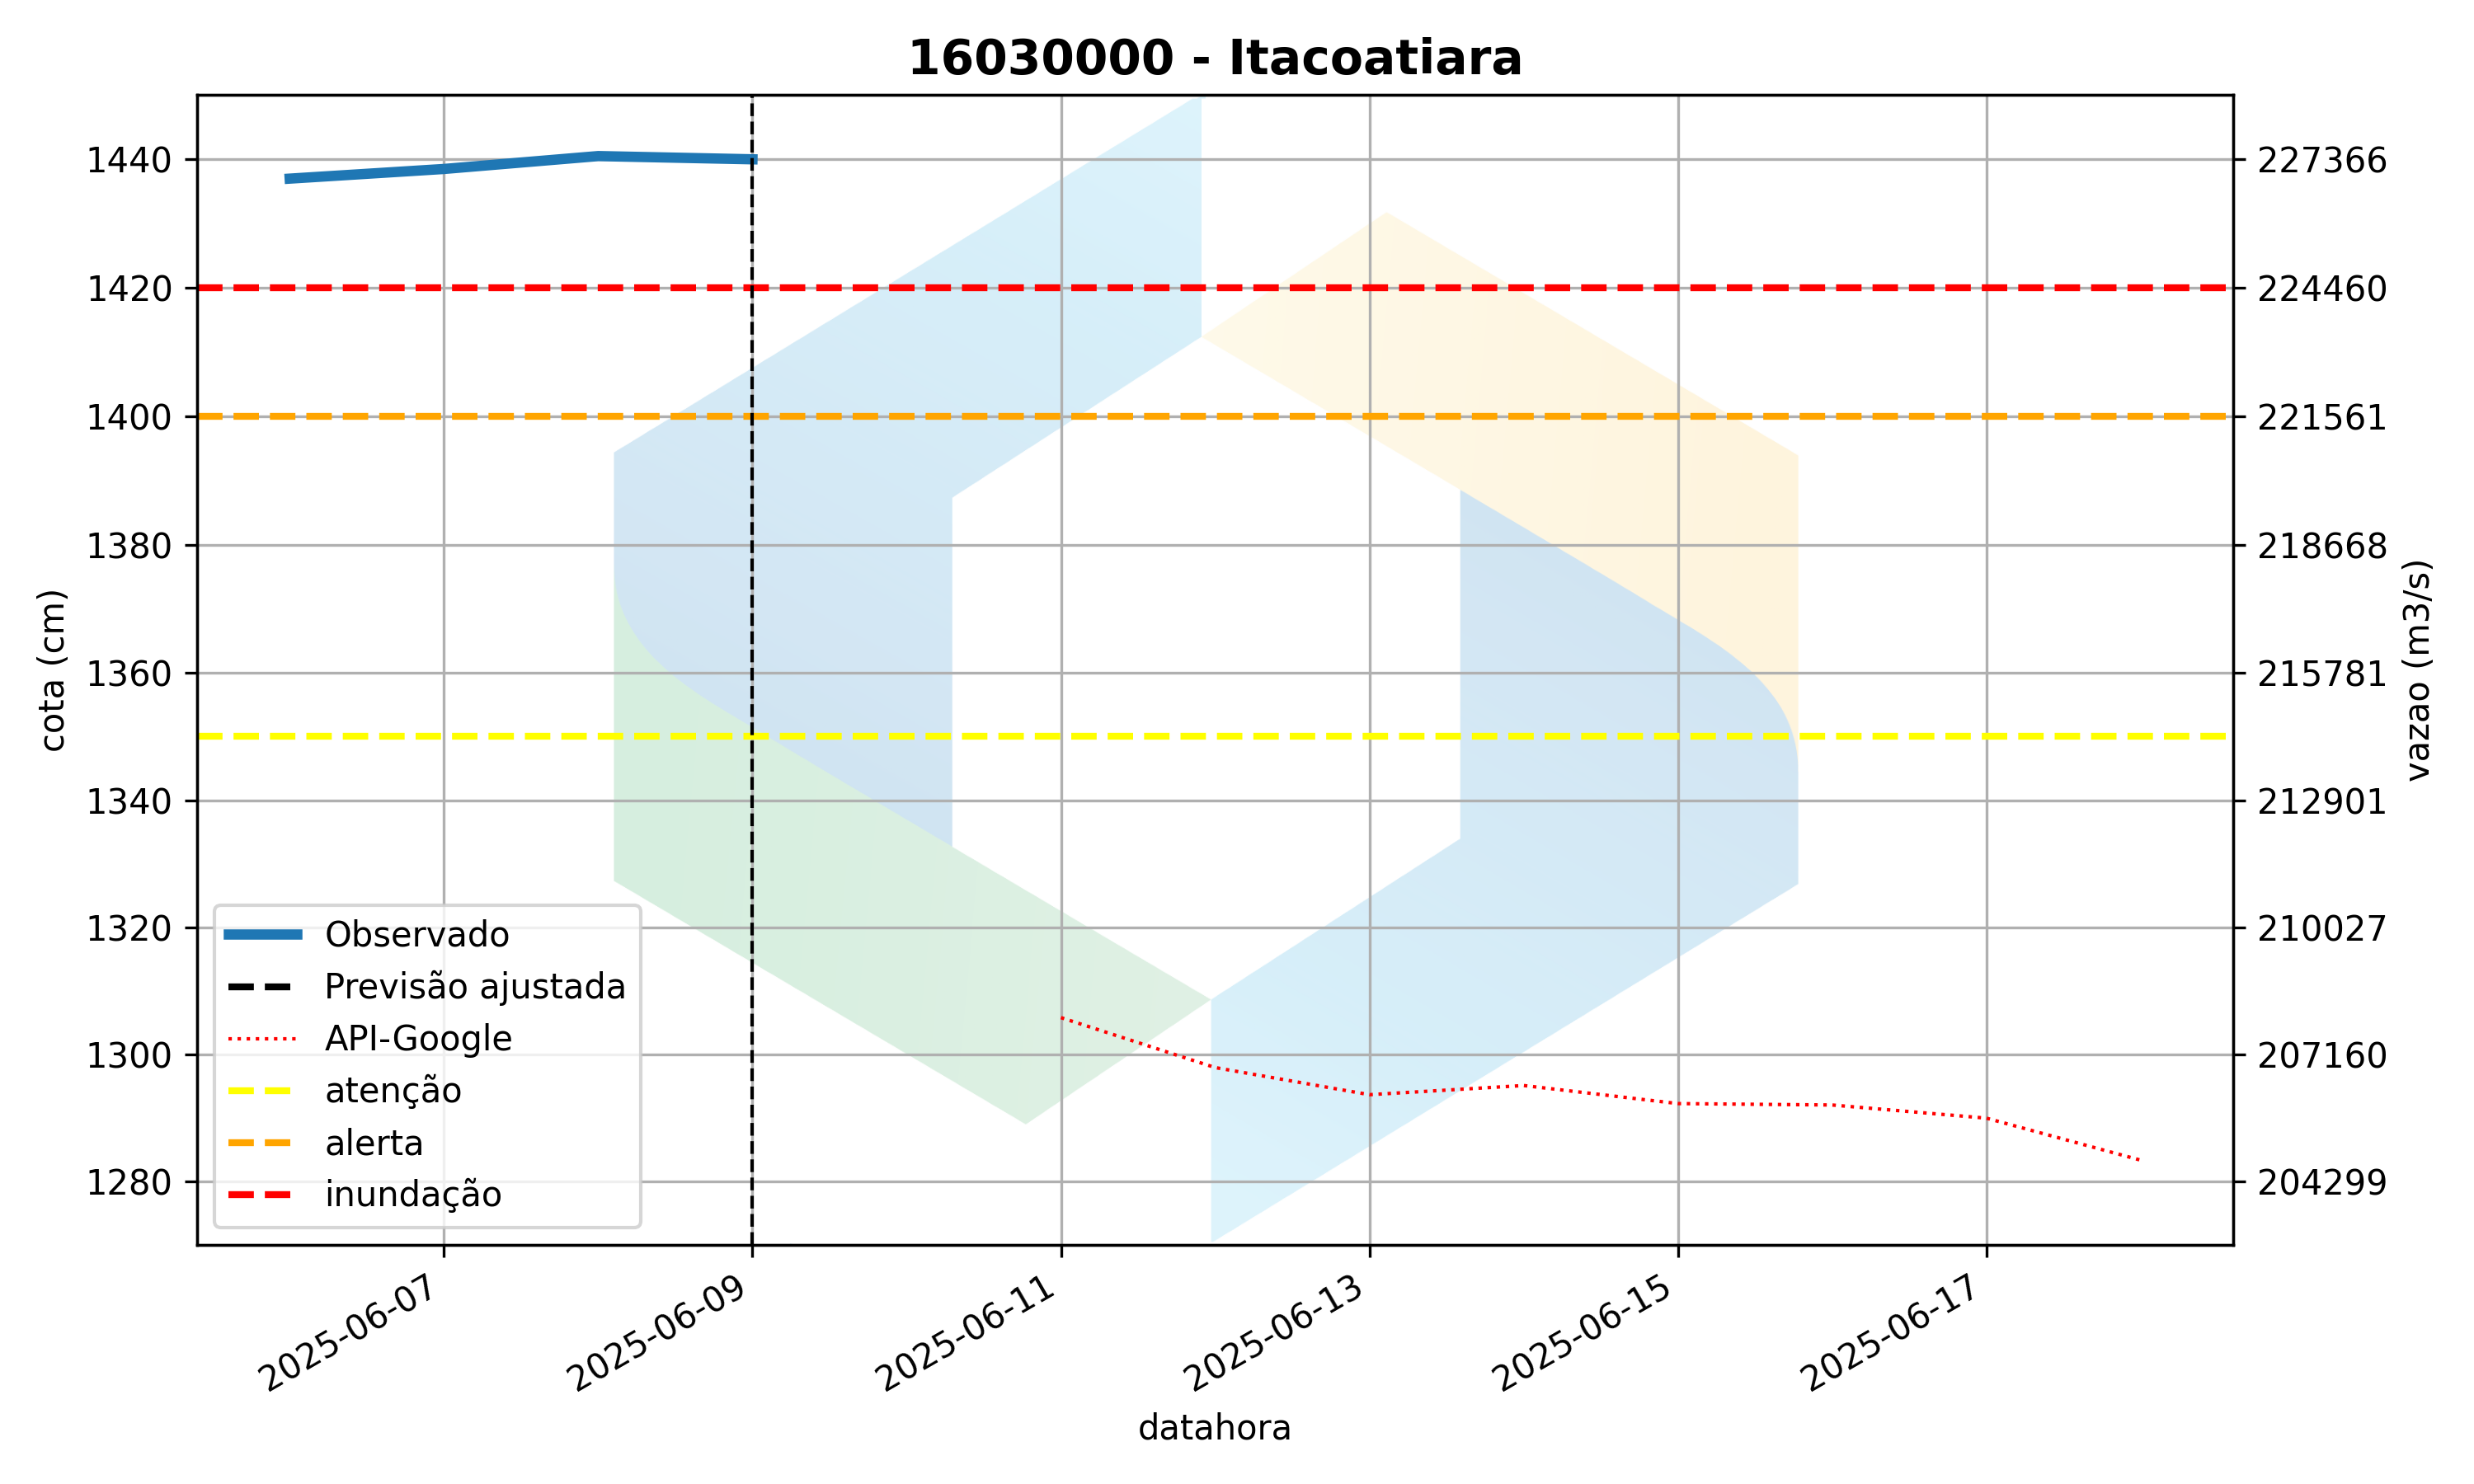 16030000 - Itacoatiara
1440
1420
1400
1380
1360
1340
1320
1300
1280
cota (cm)
227366
224460
221561
218668
215781
212901
210027
207160
204299
vazao (m3/s)
Observado
Previsão ajustada
API-Google
atenção
alerta
inundação
2025-06-07
2025-06-09
2025-06-11
2025-06-13
2025-06-15
2025-06-17
datahora